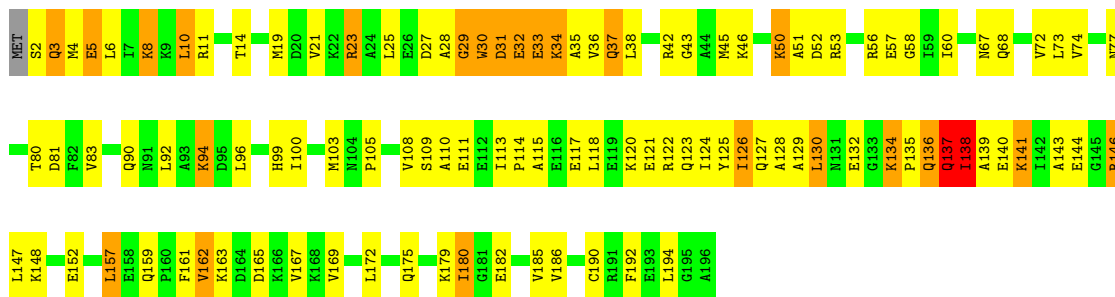 MET S2 Q3 M4 E5 L6 I7 K8 K9 L10 R11 T14 M19 D20 V21 K22 R23 A24 L25 E26 D27 A28 G29 W30 D31 E32 E33 K34 A35 V36 Q37 L38 R42 G43 A44 M45 K46 K50 A51 D52 R53 R56 E57 G58 I59 I60 N67 Q68 V72 L73 V74 N77
T80 D81 F82 V83 Q90 N91 L92 A93 K94 D95 L96 H99 I100 M103 N104 P105 V108 S109 A110 E111 E112 I113 P114 A115 E116 E117 L118 E119 K120 E121 R122 Q123 I124 Y125 I126 Q127 A128 A129 L130 N131 E132 G133 K134 P135 Q136 Q137 I138 A139 E140 K141 I142 A143 E144 G145 R146
L147 K148 E152 L157 E158 Q159 P160 F161 V162 K163 D164 D165 K166 V167 K168 V169 L172 Q175 K179 I180 G181 E182 V185 V186 C190 R191 F192 E193 L194 G195 A196